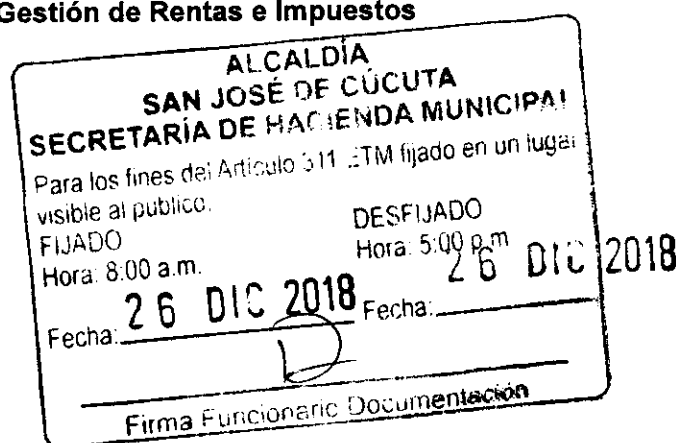 Gestión de Rentas e Impuestos
ALCALDÍA
SAN JOSÉ DE CÚCUTA
SECRETARÍA DE HACIENDA MUNICIPAL
Para los fines del Artículo 311 ETM fijado en un lugar
visible al publico.
FIJADO
DESFIJADO
Hora: 8:00 a.m.
Hora: 5:00 p.m
Fecha: 26 DIC 2018
Fecha: 26 DIC 2018
Firma Funcionario Documentación